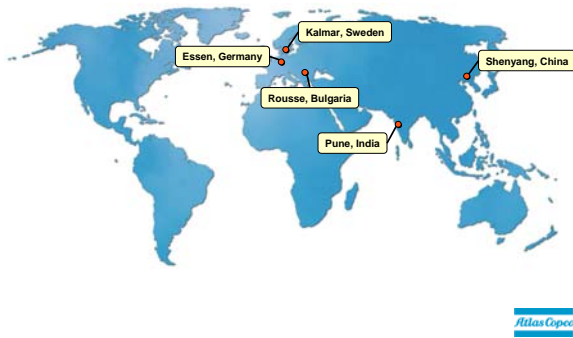 Kalmar, Sweden
Essen, Germany
Shenyang, China
Rousse, Bulgaria
Pune, India
Atlas Copco